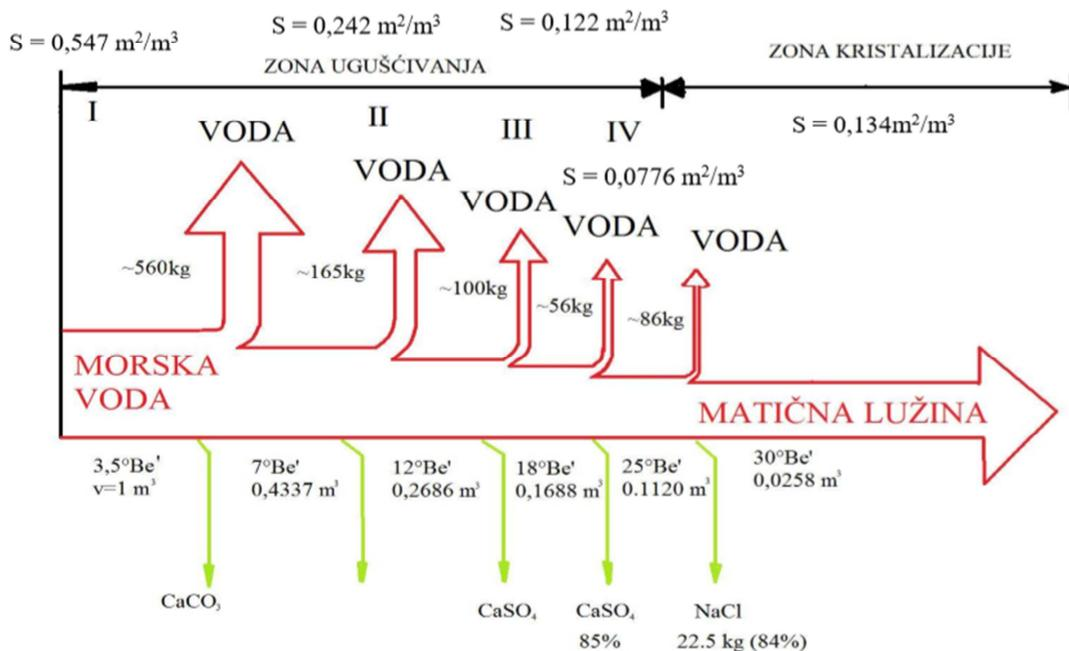 S = 0,547 m²/m³
S = 0,242 m²/m³
S = 0,122 m²/m³
ZONA UGUŠĆIVANJA
ZONA KRISTALIZACIJE
S = 0,134m²/m³
I
II
III
IV
VODA
VODA
VODA
S = 0,0776 m²/m³
VODA
VODA
~560kg
~165kg
~100kg
~56kg
~86kg
MORSKA
VODA
MATIČNA LUŽINA
3,5°Be'
v=1 m³
7°Be'
0,4337 m³
12°Be'
0,2686 m³
18°Be'
0,1688 m³
25°Be'
0.1120 m³
30°Be'
0,0258 m³
CaCO₃
CaSO₄
CaSO₄
85%
NaCl
22.5 kg (84%)